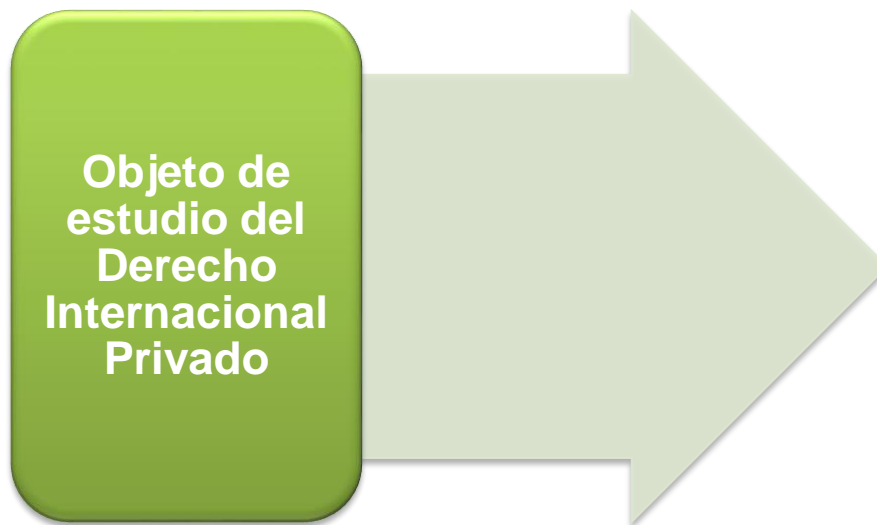 Objeto de
estudio del
Derecho
Internacional
Privado